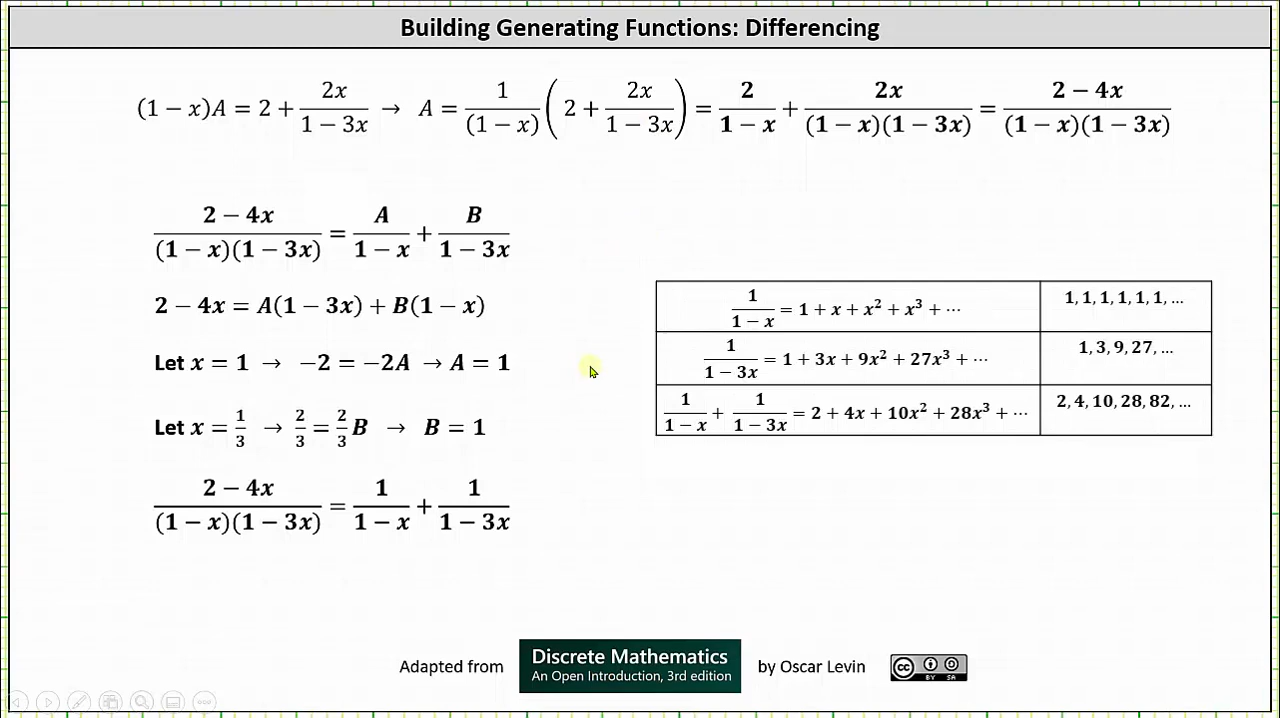 Building Generating Functions: Differencing
(1 − x)A = 2 + 2x/(1 − 3x) → A = 1/(1 − x) (2 + 2x/(1 − 3x)) = 2/(1 − x) + 2x/((1 − x)(1 − 3x)) = (2 − 4x)/((1 − x)(1 − 3x))
(2 − 4x)/((1 − x)(1 − 3x)) = A/(1 − x) + B/(1 − 3x)
2 − 4x = A(1 − 3x) + B(1 − x)
Let x = 1 → −2 = −2A → A = 1
Let x = 1/3 → 2/3 = 2/3 B → B = 1
(2 − 4x)/((1 − x)(1 − 3x)) = 1/(1 − x) + 1/(1 − 3x)
1/(1 − x) = 1 + x + x² + x³ + ⋯ 1, 1, 1, 1, 1, 1, …
1/(1 − 3x) = 1 + 3x + 9x² + 27x³ + ⋯ 1, 3, 9, 27, …
1/(1 − x) + 1/(1 − 3x) = 2 + 4x + 10x² + 28x³ + ⋯ 2, 4, 10, 28, 82, …
Adapted from Discrete Mathematics by Oscar Levin
An Open Introduction, 3rd edition
CC BY SA